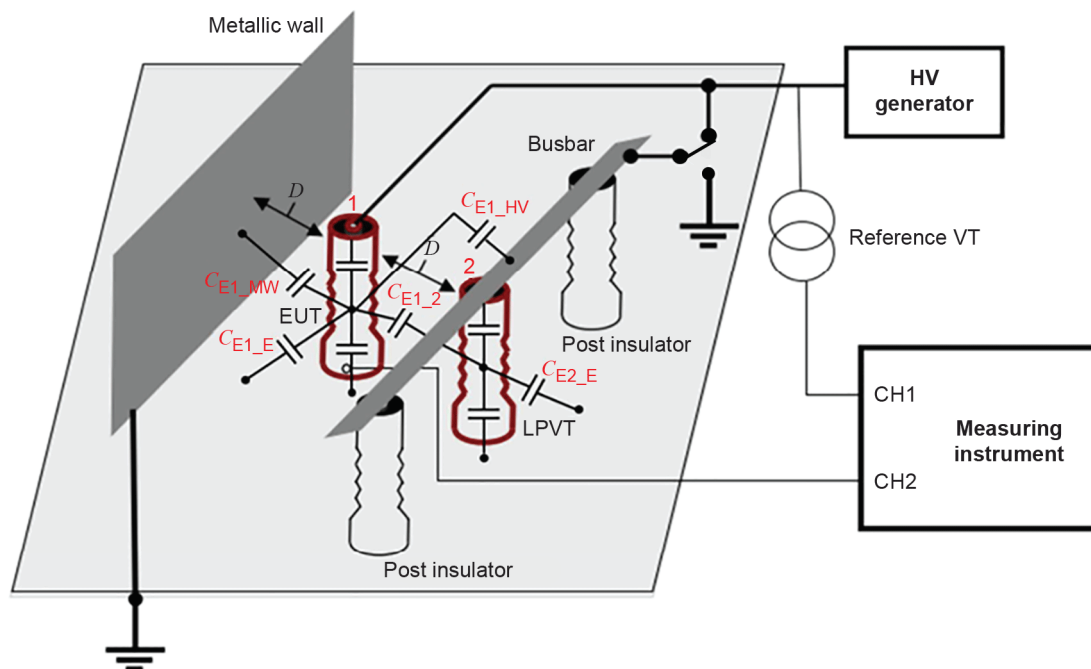 Metallic wall
HV
generator
Busbar
D
1
C_E1_HV
D
2
Reference VT
C_E1_MW
EUT
C_E1_2
C_E1_E
Post insulator
C_E2_E
LPVT
CH1
Measuring
instrument
CH2
Post insulator